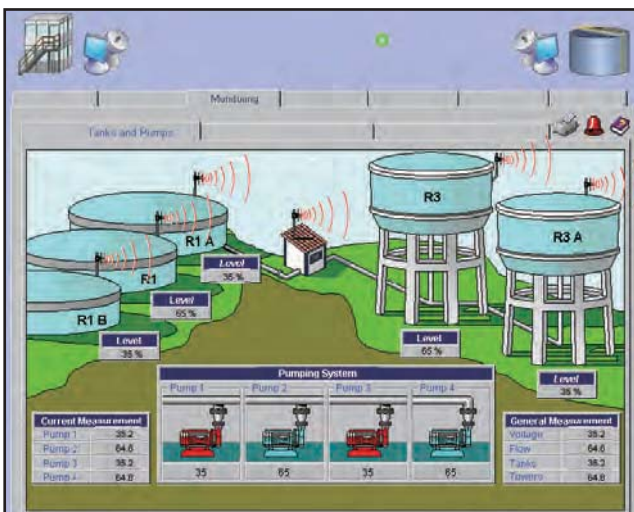 Monitoring
Tanks and Pumps
R1 A
R1
R1 B
R3
R3 A
Level
35 %
Level
65 %
Level
35 %
Level
65 %
Level
35 %
Pumping System
Pump 1 Pump 2 Pump 3 Pump 4
35 65 35 65
Current Measurement
Pump 1 35.2
Pump 2 64.8
Pump 3 35.2
Pump 4 64.8
General Measurement
Voltage 35.2
Flow 64.8
Tanks 35.2
Towers 64.8